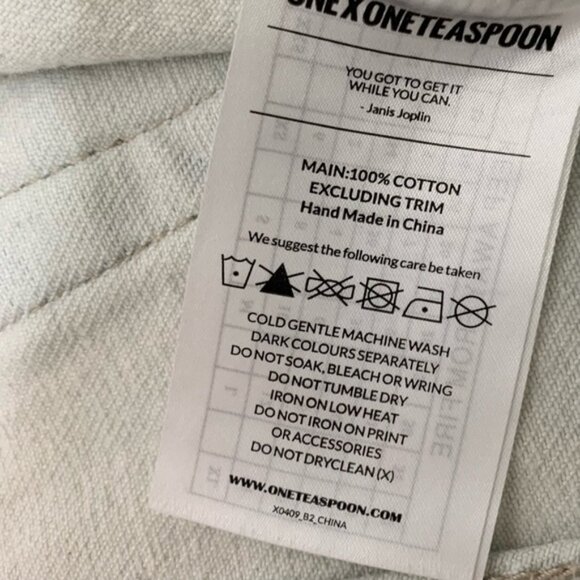 ONE X ONETEASPOON
YOU GOT TO GET IT
WHILE YOU CAN.
- Janis Joplin
MAIN:100% COTTON
EXCLUDING TRIM
Hand Made in China
We suggest the following care be taken
COLD GENTLE MACHINE WASH
DARK COLOURS SEPARATELY
DO NOT SOAK, BLEACH OR WRING
DO NOT TUMBLE DRY
IRON ON LOW HEAT
DO NOT IRON ON PRINT
OR ACCESSORIES
DO NOT DRYCLEAN (X)
WWW.ONETEASPOON.COM
X0409_B2_CHINA